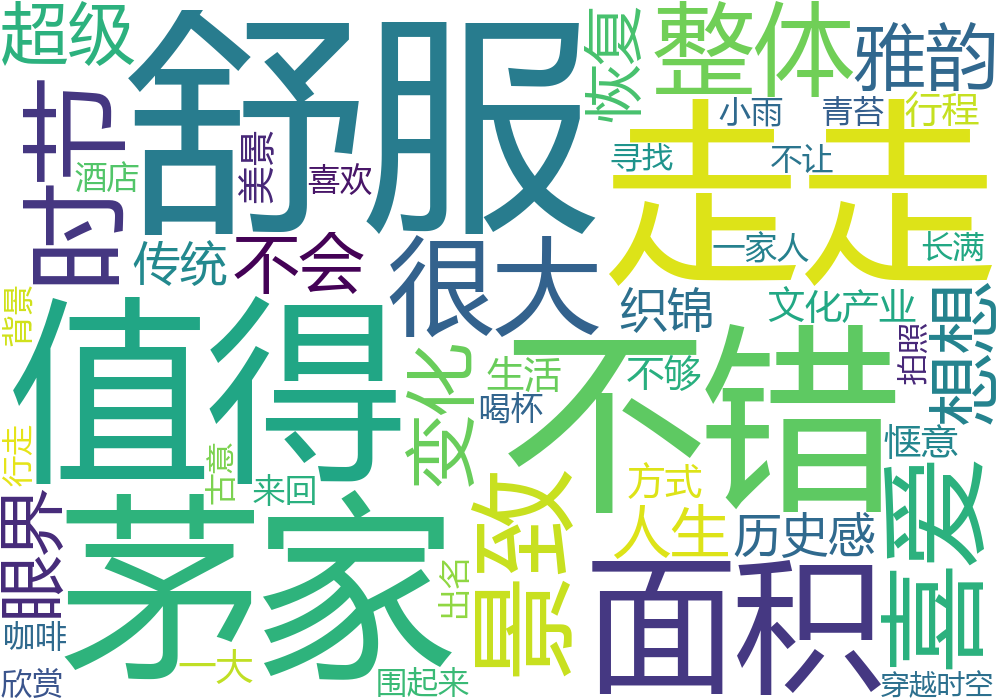 超级
舒服
恢复
整体
雅韵
时节
美景
喜欢
酒店
走走
小雨
青苔
行程
寻找
不让
一家人
长满
传统
不会
很大
织锦
文化产业
想想
背景
值得
变化
生活
喝杯
不错
不够
拍照
惬意
行走
古意
来回
方式
喜爱
眼界
茅家
景致
人生
历史感
出名
面积
咖啡
一大
欣赏
围起来
穿越时空